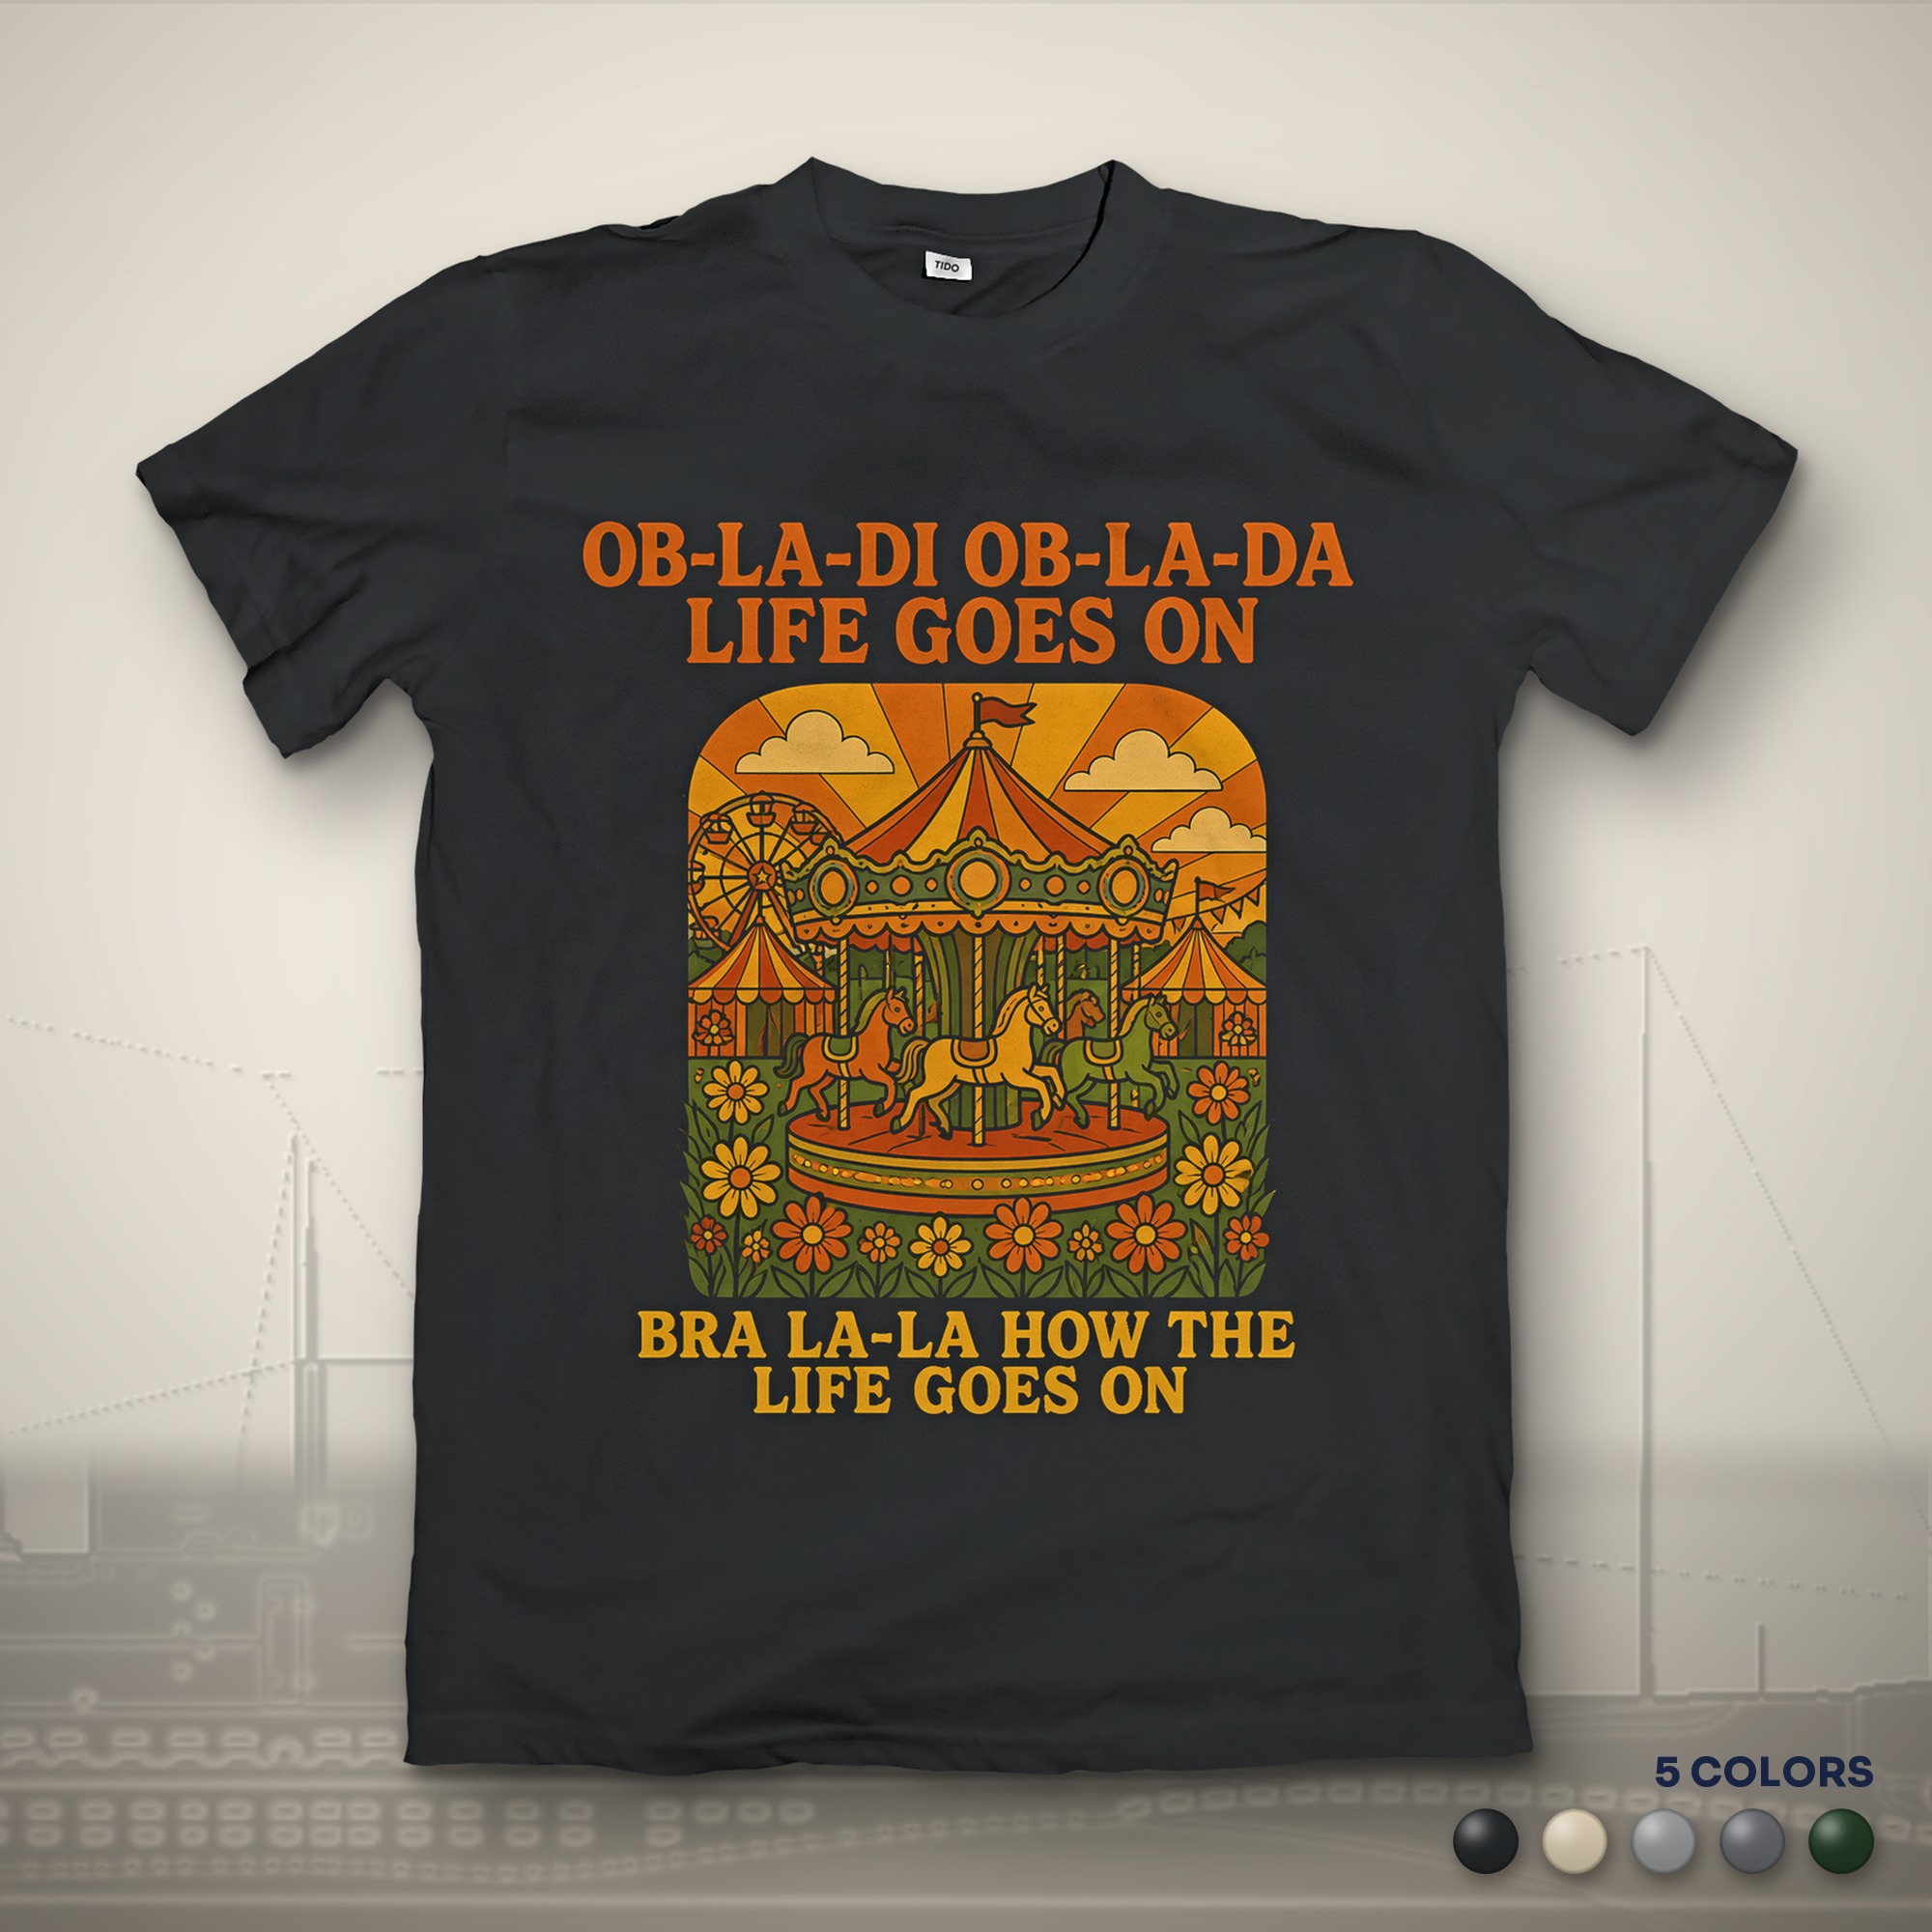 TIDO
OB-LA-DI OB-LA-DA
LIFE GOES ON
BRA LA-LA HOW THE
LIFE GOES ON
5 COLORS